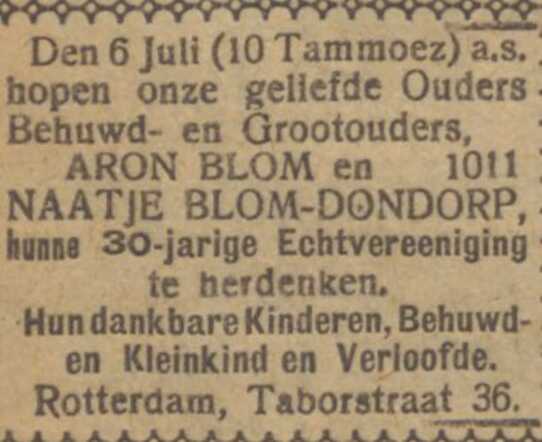 Den 6 Juli (10 Tammoez) a.s.
hopen onze geliefde Ouders
Behuwd- en Grootouders,
ARON BLOM en 1011
NAATJE BLOM-DONDORP,
hunne 30-jarige Echtvereeniging
te herdenken.
Hun dankbare Kinderen, Behuwd-
en Kleinkind en Verloofde.
Rotterdam, Taborstraat 36.